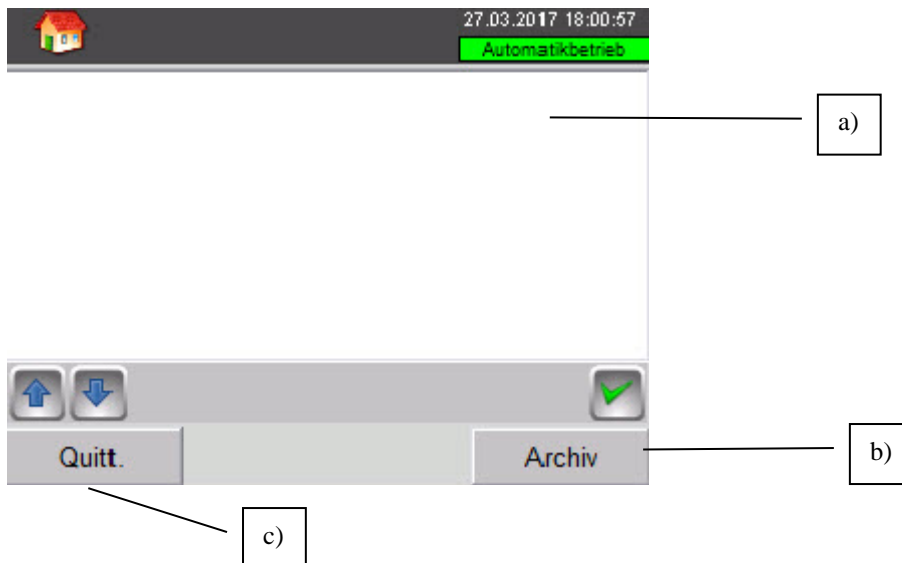 27.03.2017 18:00:57
Automatikbetrieb
a)
Quitt.
Archiv
b)
c)